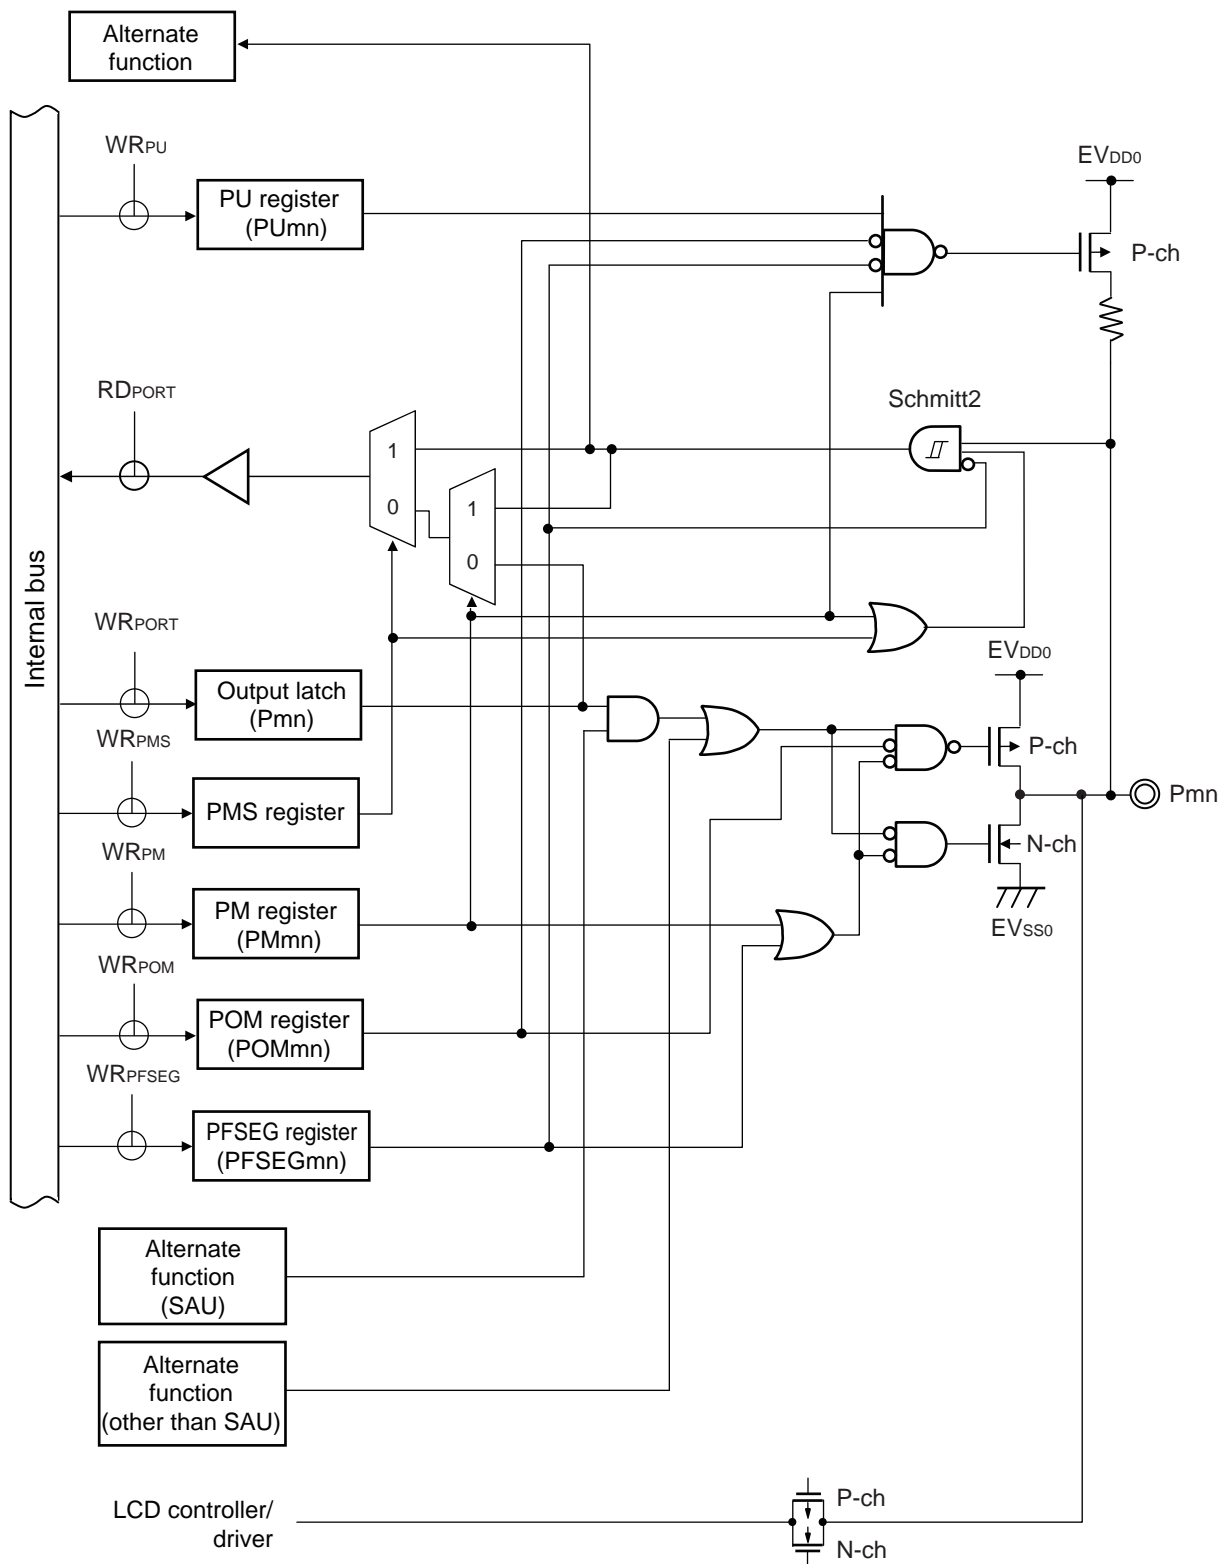 Alternate
function
WRPU
PU register
(PUmn)
EVDD0
P-ch
RDPORT
Schmitt2
1
0
1
0
Internal bus
WRPORT
Output latch
(Pmn)
EVDD0
P-ch
WRPMS
PMS register
Pmn
N-ch
EVSS0
WRPM
PM register
(PMmn)
WRPOM
POM register
(POMmn)
WRPFSEG
PFSEG register
(PFSEGmn)
Alternate
function
(SAU)
Alternate
function
(other than SAU)
LCD controller/
driver
P-ch
N-ch